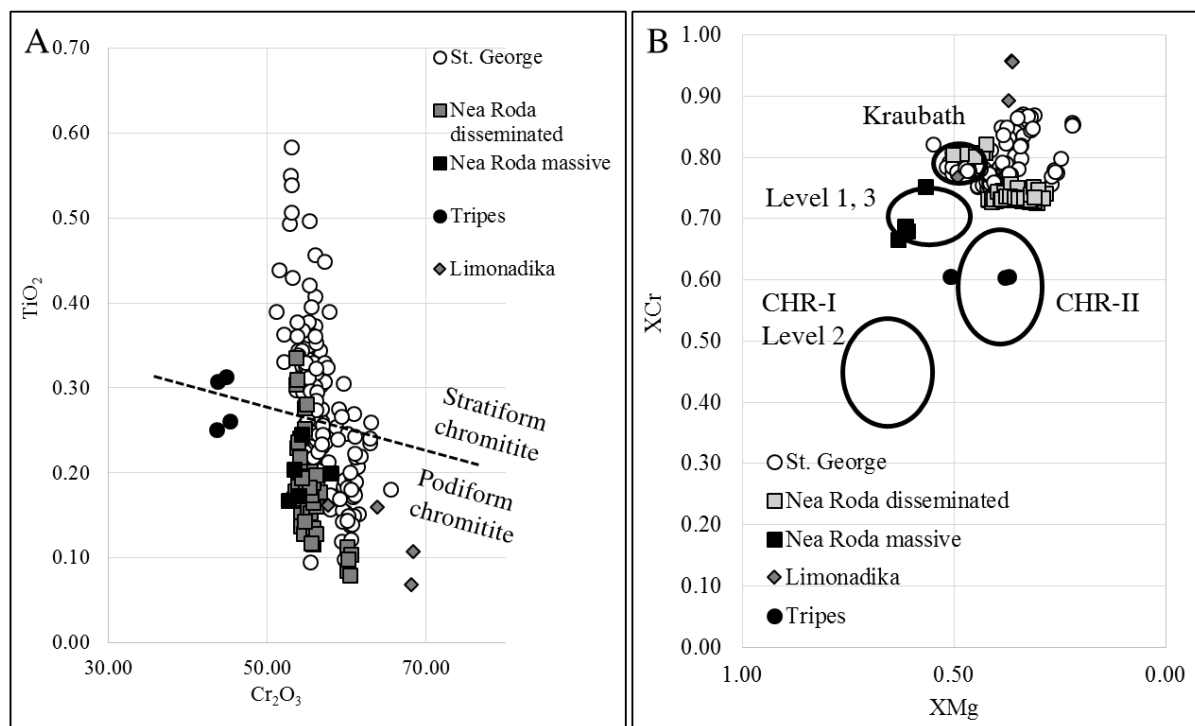 A
0.70
0.60
0.50
0.40
0.30
0.20
0.10
0.00
TiO2
30.00
50.00
70.00
Cr2O3
St. George
Nea Roda
disseminated
Nea Roda massive
Tripes
Limonadika
Stratiform
chromitite
Podiform
chromitite
B
1.00
0.90
0.80
0.70
0.60
0.50
0.40
0.30
0.20
0.10
0.00
XCr
1.00
0.50
0.00
XMg
Kraubath
Level 1, 3
CHR-I
Level 2
CHR-II
St. George
Nea Roda disseminated
Nea Roda massive
Limonadika
Tripes